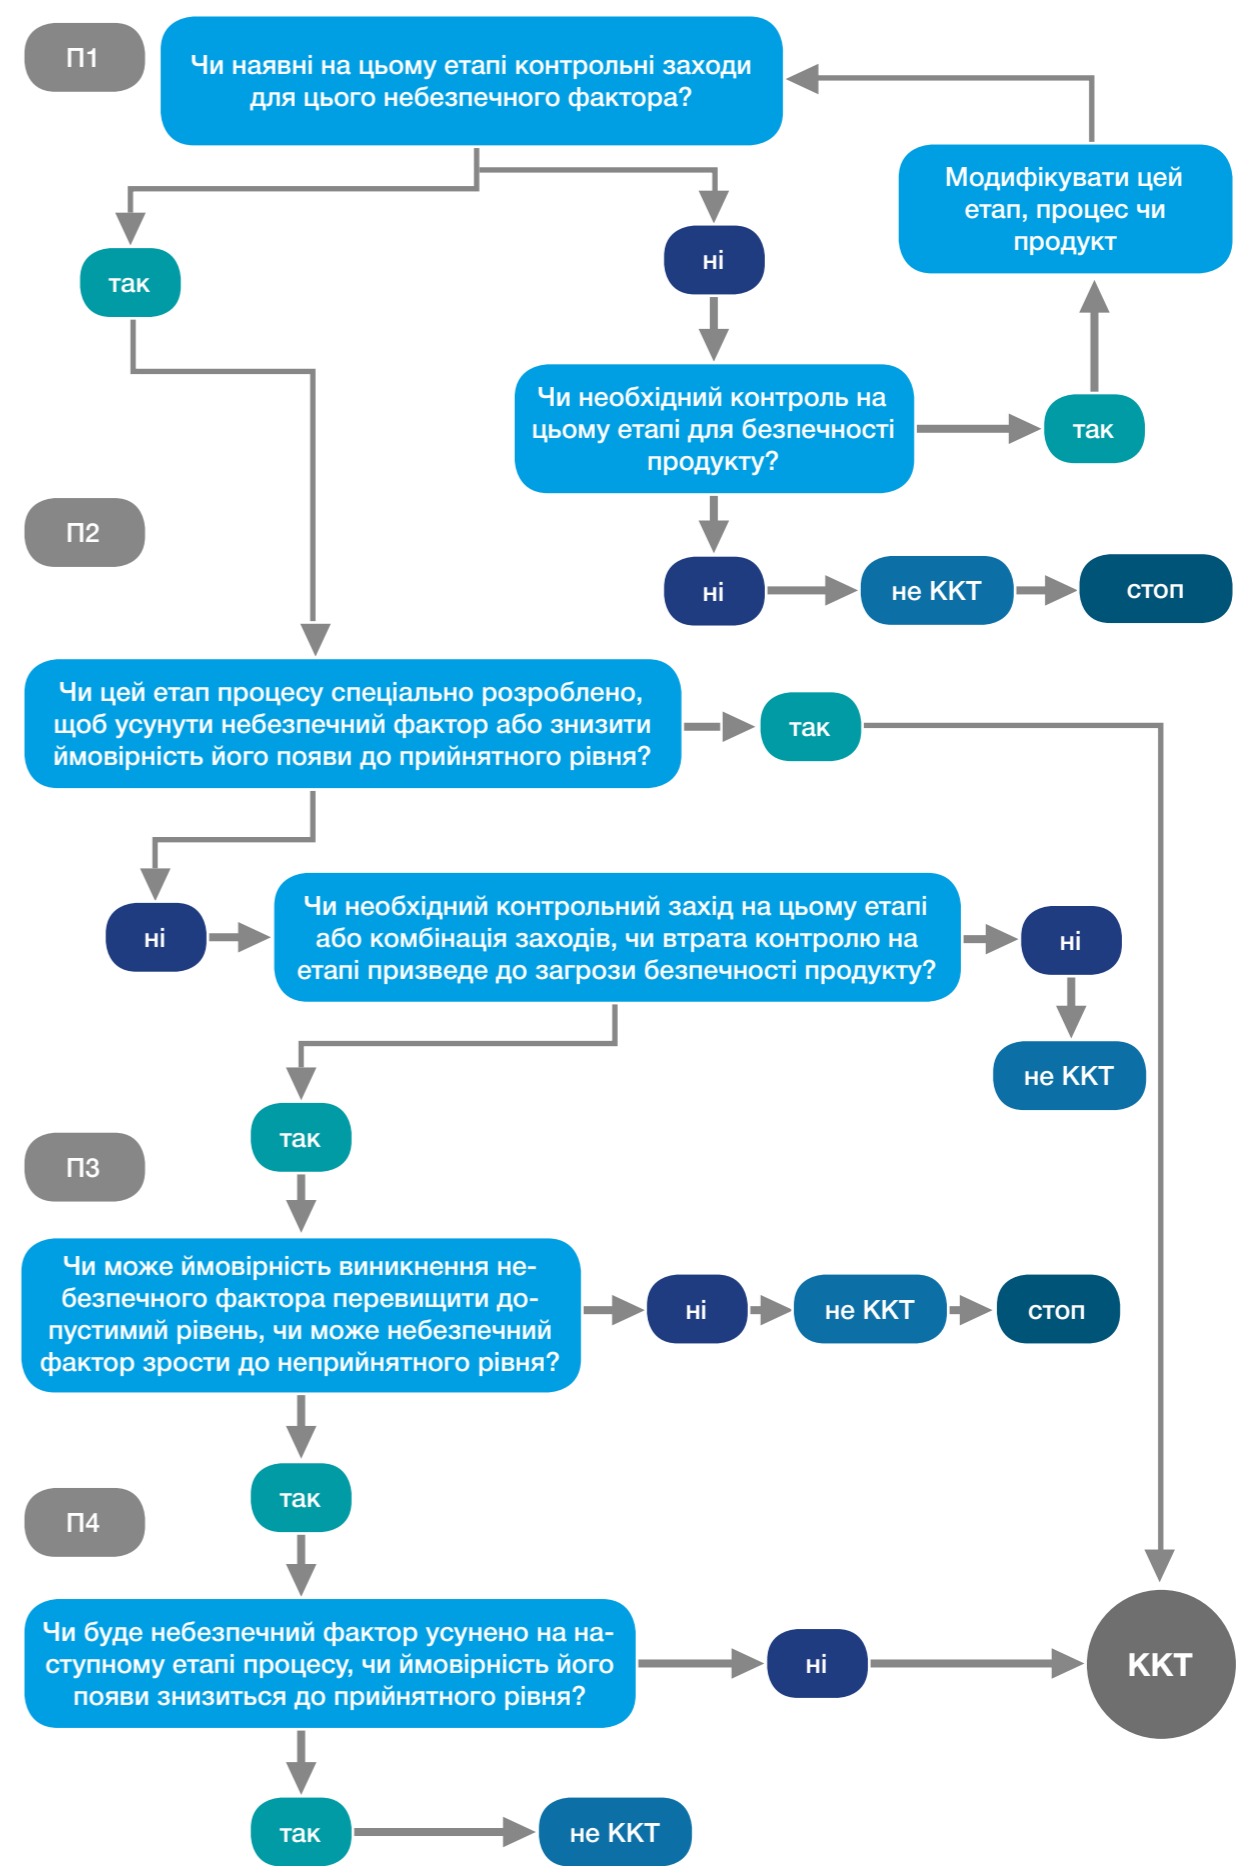 П1
Чи наявні на цьому етапі контрольні заходи
для цього небезпечного фактора?
Модифікувати цей
етап, процес чи
продукт
так
ні
Чи необхідний контроль на
цьому етапі для безпечності
продукту?
так
П2
ні
не ККТ
стоп
Чи цей етап процесу спеціально розроблено,
щоб усунути небезпечний фактор або знизити
ймовірність його появи до прийнятного рівня?
так
ні
Чи необхідний контрольний захід на цьому етапі
або комбінація заходів, чи втрата контролю на
етапі призведе до загрози безпечності продукту?
ні
не ККТ
так
П3
Чи може ймовірність виникнення не-
безпечного фактора перевищити до-
пустимий рівень, чи може небезпечний
фактор зрости до неприйнятного рівня?
ні
не ККТ
стоп
так
П4
Чи буде небезпечний фактор усунено на на-
ступному етапі процесу, чи ймовірність його
появи знизиться до прийнятного рівня?
ні
ККТ
так
не ККТ